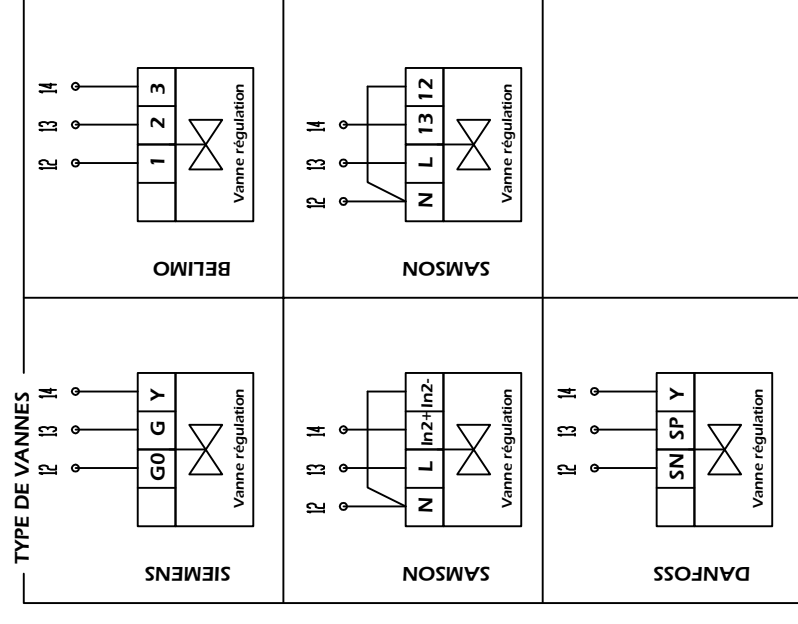 TYPE DE VANNES
SIEMENS
12 13 14
G0 G Y
Vanne régulation
BELIMO
12 13 14
1 2 3
Vanne régulation
SAMSON
12 13 14
N L In2+ In2-
Vanne régulation
SAMSON
12 13 14
N L 13 12
Vanne régulation
DANFOSS
12 13 14
SN SP Y
Vanne régulation